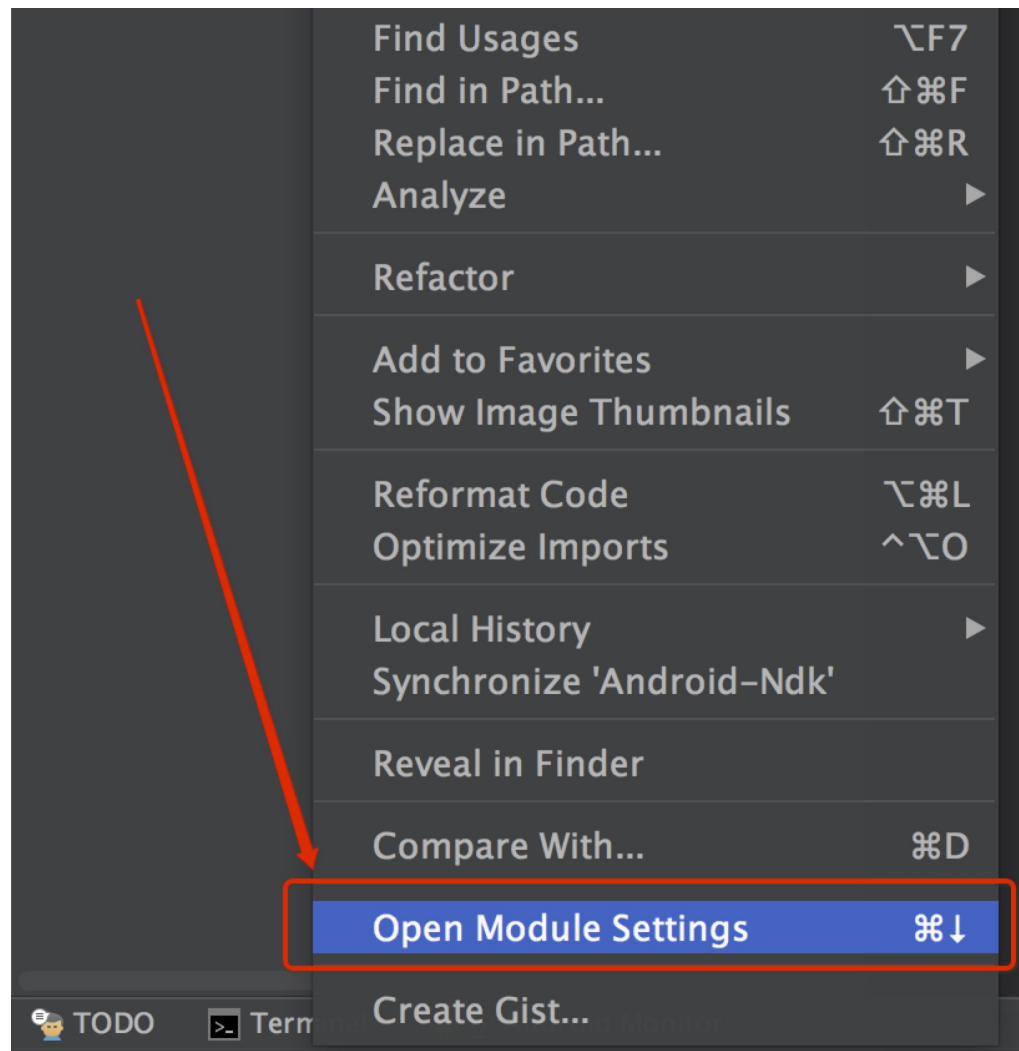 Find Usages ⌥F7
Find in Path... ⇧⌘F
Replace in Path... ⇧⌘R
Analyze ▶
Refactor ▶
Add to Favorites ▶
Show Image Thumbnails ⇧⌘T
Reformat Code ⌥⌘L
Optimize Imports ^⌥O
Local History ▶
Synchronize 'Android-Ndk'
Reveal in Finder
Compare With... ⌘D
Open Module Settings ⌘↓
Create Gist...
TODO Term